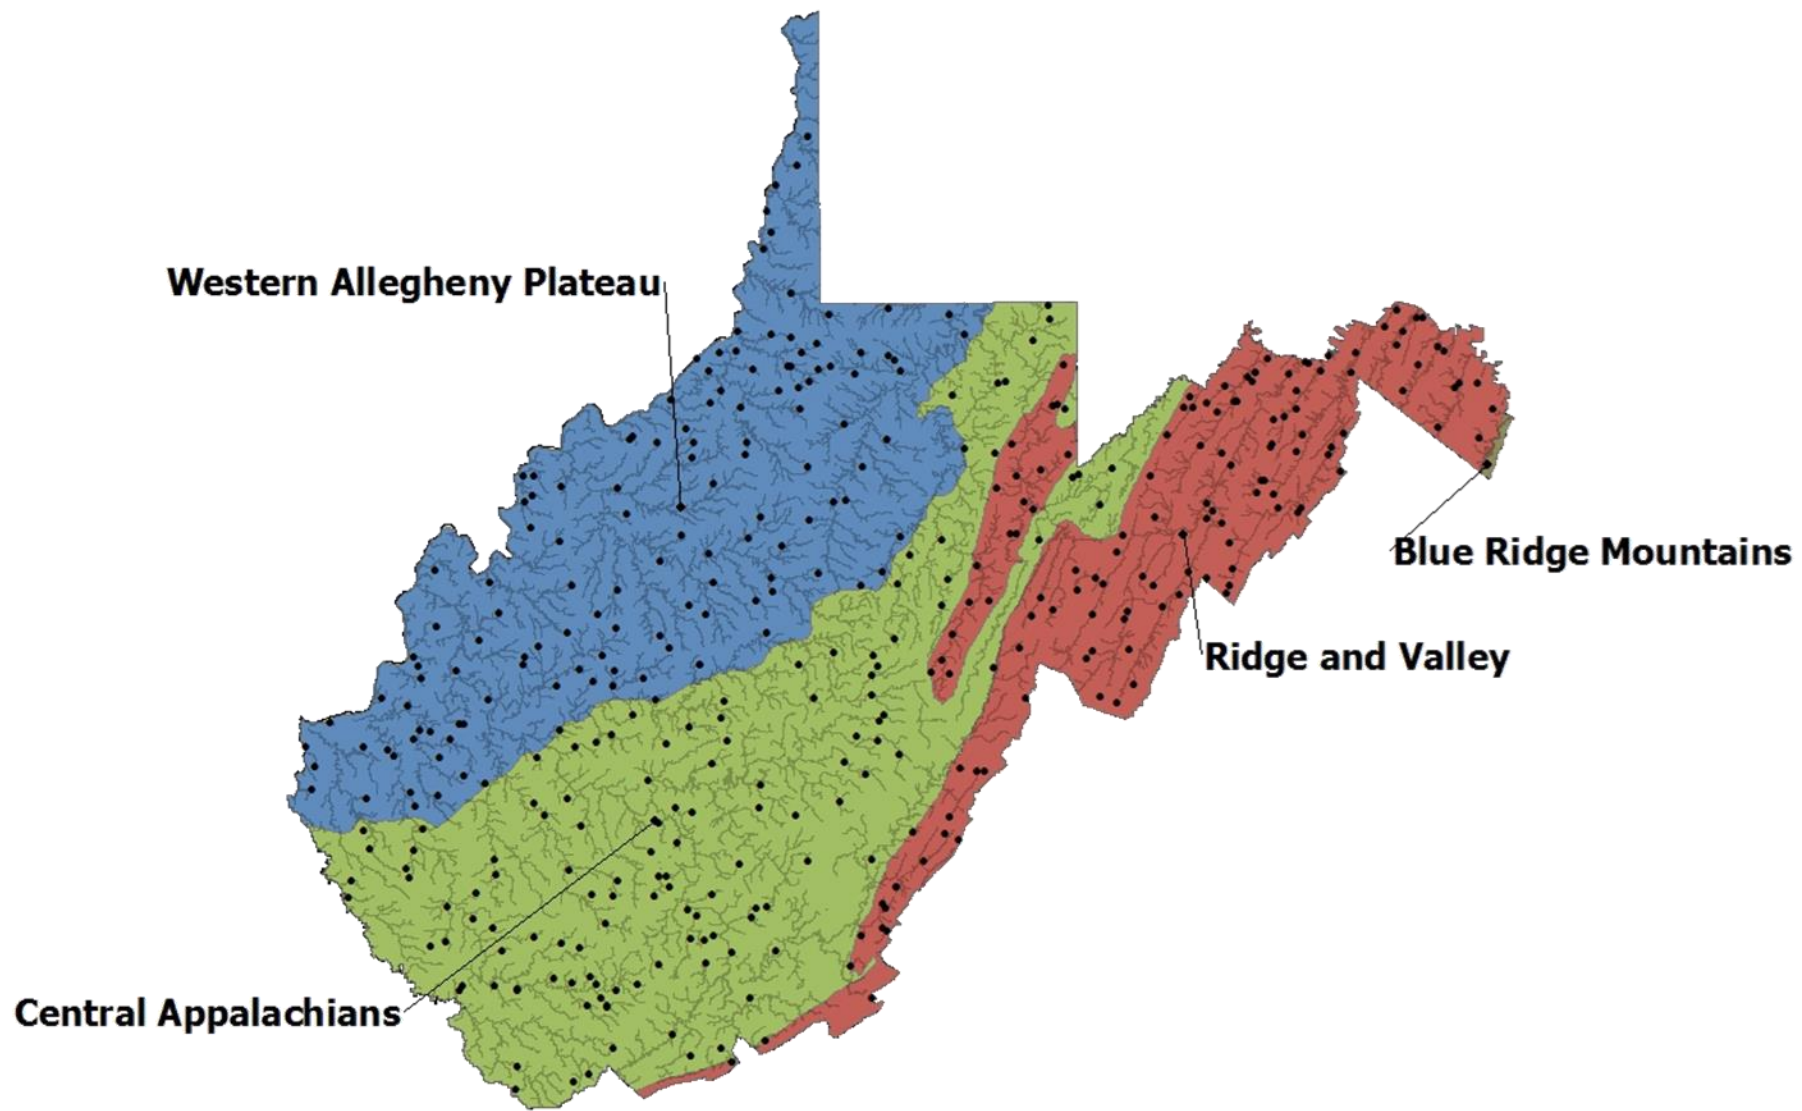 Western Allegheny Plateau
Blue Ridge Mountains
Ridge and Valley
Central Appalachians